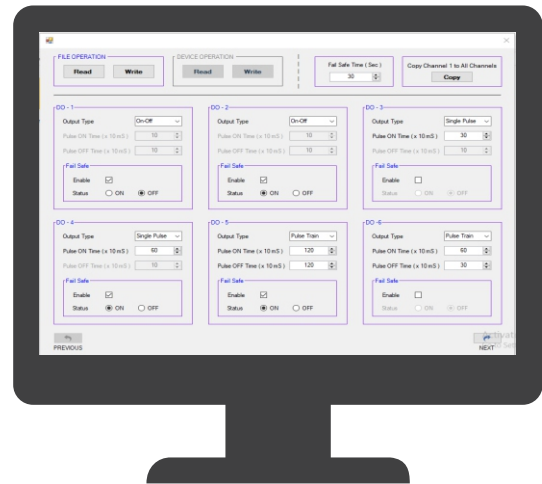 FILE OPERATION
Read Write
DEVICE OPERATION
Read Write
Fail Safe Time ( Sec )
30
Copy Channel 1 to All Channels
Copy
DO - 1
Output Type On-Off
Pulse ON Time ( x 10 mS ) 10
Pulse OFF Time ( x 10 mS ) 10
Fail Safe
Enable
Status ON OFF
DO - 2
Output Type On-Off
Pulse ON Time ( x 10 mS ) 10
Pulse OFF Time ( x 10 mS ) 10
Fail Safe
Enable
Status ON OFF
DO - 3
Output Type Single Pulse
Pulse ON Time ( x 10 mS ) 30
Pulse OFF Time ( x 10 mS ) 10
Fail Safe
Enable
Status ON OFF
DO - 4
Output Type Single Pulse
Pulse ON Time ( x 10 mS ) 60
Pulse OFF Time ( x 10 mS ) 10
Fail Safe
Enable
Status ON OFF
DO - 5
Output Type Pulse Train
Pulse ON Time ( x 10 mS ) 120
Pulse OFF Time ( x 10 mS ) 120
Fail Safe
Enable
Status ON OFF
DO -6
Output Type Pulse Train
Pulse ON Time ( x 10 mS ) 60
Pulse OFF Time ( x 10 mS ) 30
Fail Safe
Enable
Status ON OFF
PREVIOUS
NEXT